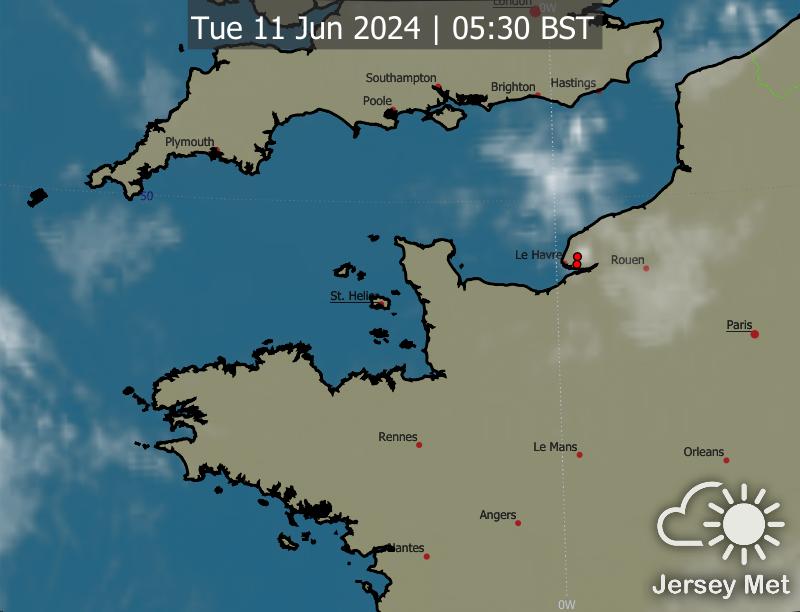 London
0W
Tue 11 Jun 2024 | 05:30 BST
Southampton
Brighton
Hastings
Poole
Plymouth
50
Le Havre
Rouen
St. Helier
Paris
Rennes
Le Mans
Orleans
Angers
Nantes
Jersey Met
0W